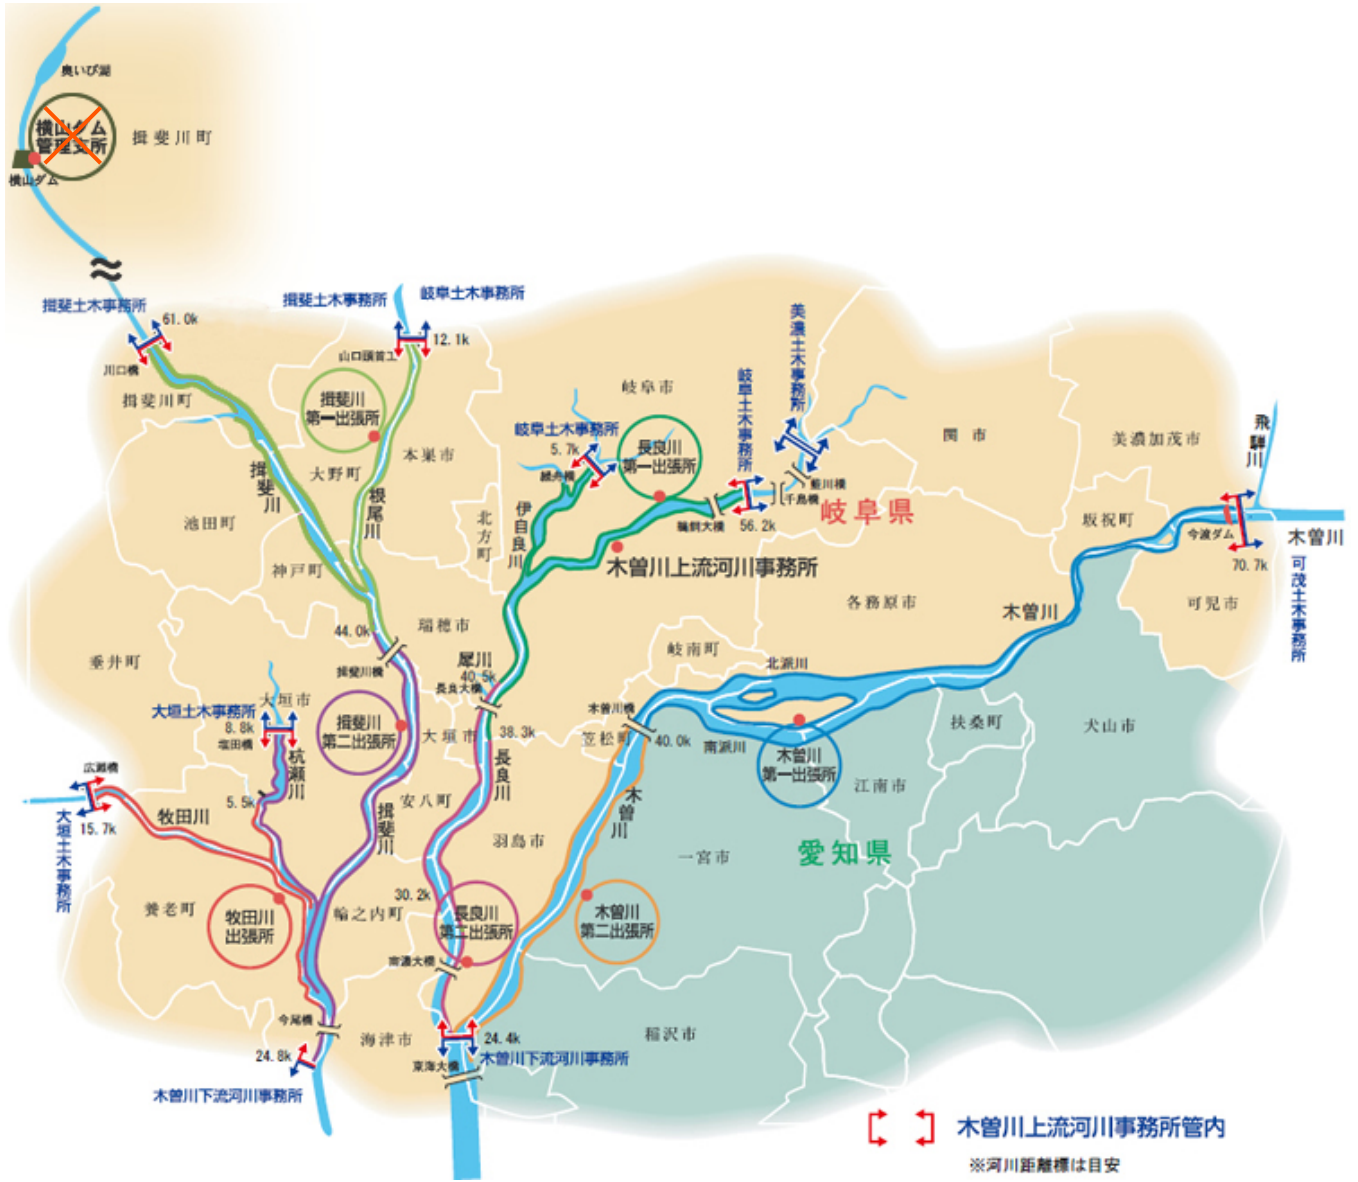 奥いび湖
横山ダム
管理支所
揖斐川町
横山ダム
揖斐土木事務所
61.0k
川口橋
揖斐川町
揖斐土木事務所
岐阜土木事務所
12.1k
山口頭首工
揖斐川
第一出張所
大野町
本巣市
揖斐川
根尾川
池田町
神戸町
北方町
岐阜市
岐阜土木事務所
5.7k
伊自良川
長良川
第一出張所
岐阜土木事務所
美濃土木事務所
56.2k
千鳥橋
藍川橋
岐阜県
関市
美濃加茂市
飛騨川
坂祝町
今渡ダム
木曽川
70.7k
可児市
可茂土木事務所
木曽川上流河川事務所
各務原市
木曽川
44.0k
揖斐川橋
瑞穂市
犀川
40.5k
長良大橋
岐南町
北派川
垂井町
大垣市
大垣土木事務所
8.8k
塩田橋
杭瀬川
揖斐川
第二出張所
大垣市
38.3k
長良川
木曽川橋
笠松町
40.0k
南派川
木曽川
第一出張所
扶桑町
犬山市
江南市
広瀬橋
15.7k
大垣土木事務所
牧田川
5.5k
安八町
揖斐川
羽島市
木曽川
一宮市
愛知県
養老町
牧田川
出張所
輪之内町
30.2k
長良川
第二出張所
木曽川
第二出張所
南濃大橋
今尾橋
24.8k
海津市
24.4k
東海大橋
木曽川下流河川事務所
稲沢市
木曽川下流河川事務所
木曽川上流河川事務所管内
※河川距離標は目安